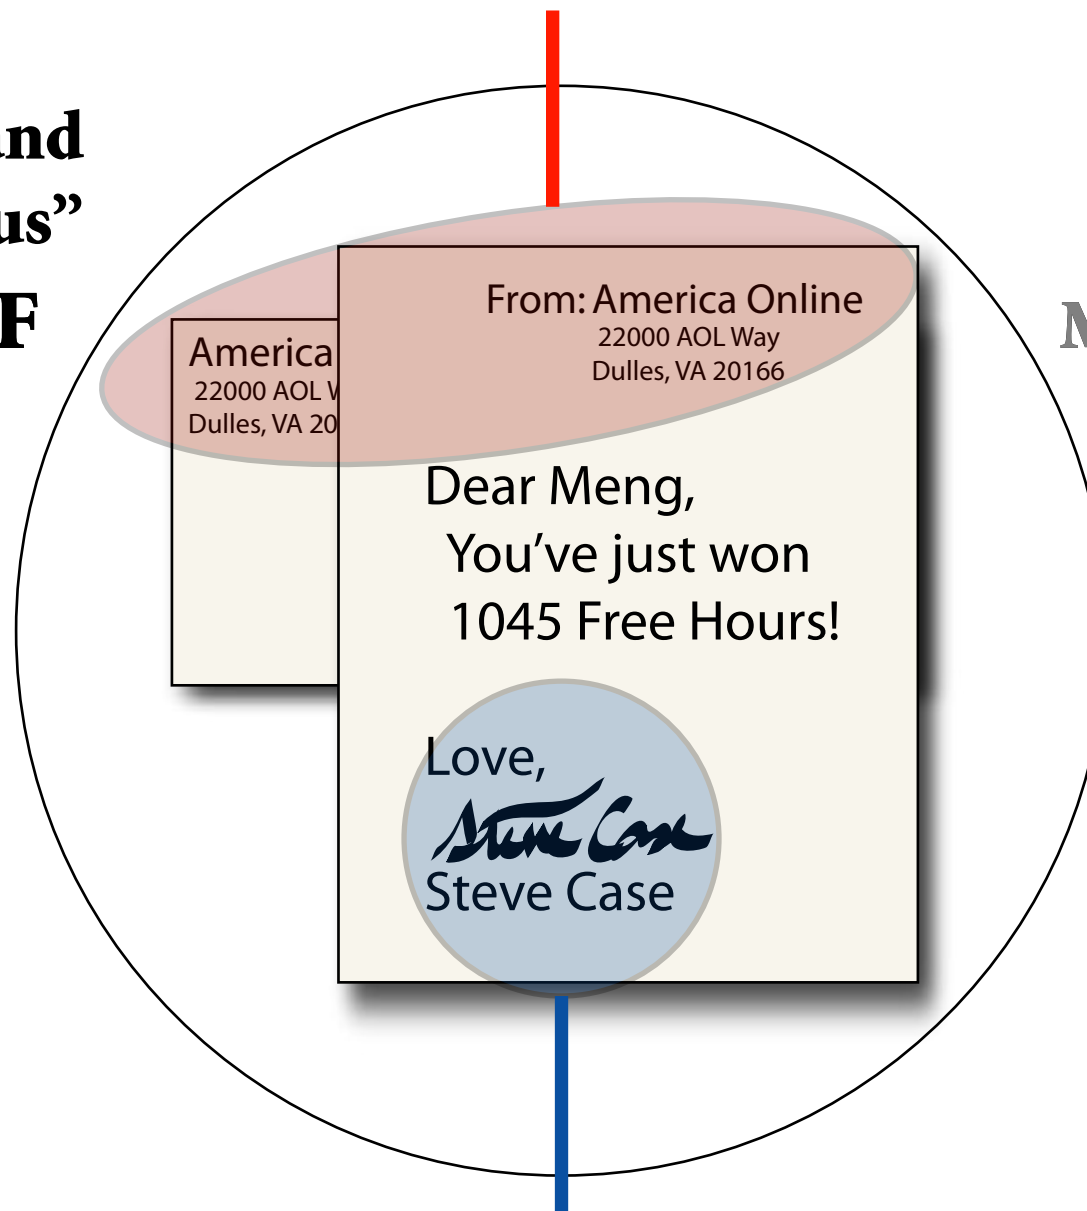 and
us”
F
M
From: America Online
22000 AOL Way
Dulles, VA 20166
America
22000 AOL W
Dulles, VA 20
Dear Meng,
You’ve just won
1045 Free Hours!
Love,
Steve Case
Steve Case